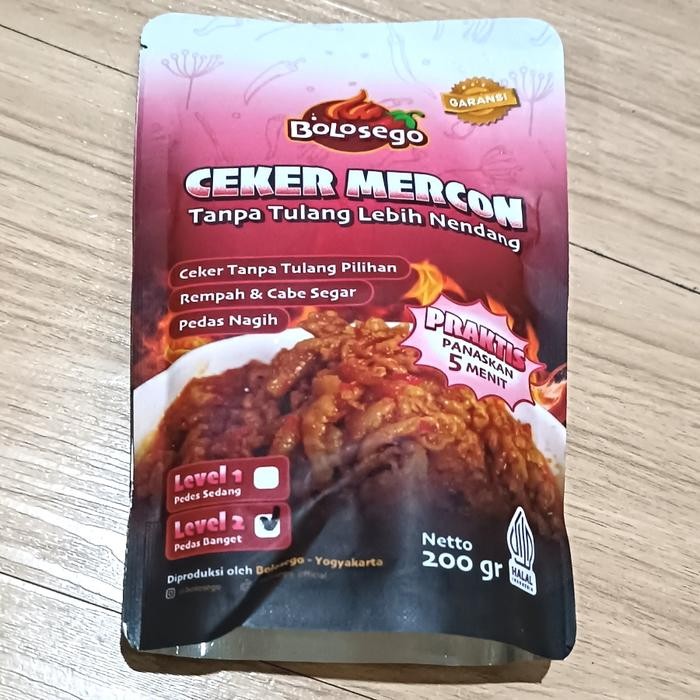 GARANSI
BOLOSEGO
CEKER MERCON
Tanpa Tulang Lebih Nendang
Ceker Tanpa Tulang Pilihan
Rempah & Cabe Segar
Pedas Nagih
PRAKTIS
PANASKAN
5 MENIT
Level 1
Pedes Sedang
Level 2
Pedas Banget
Netto
200 gr
HALAL
INDONESIA
Diproduksi oleh Bolosego - Yogyakarta